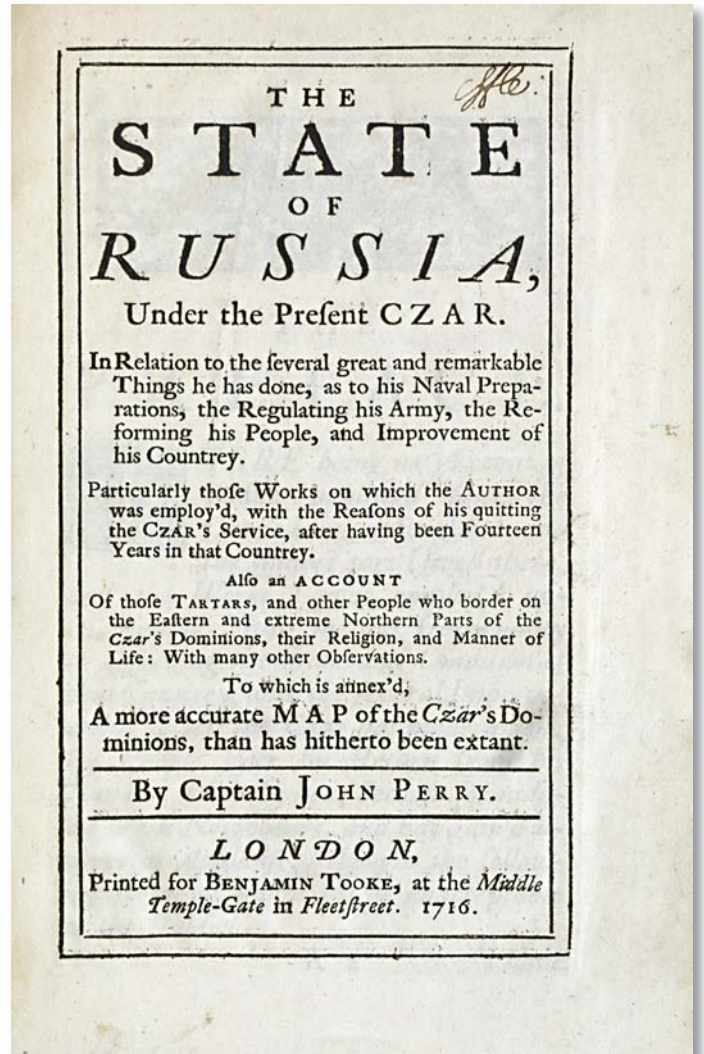 THE
STATE
OF
RUSSIA,
Under the Preſent CZAR.
In Relation to the ſeveral great and remarkable
Things he has done, as to his Naval Prepa-
rations, the Regulating his Army, the Re-
forming his People, and Improvement of
his Countrey.
Particularly thoſe Works on which the AUTHOR
was employ'd, with the Reaſons of his quitting
the CZAR's Service, after having been Fourteen
Years in that Countrey.
Alſo an ACCOUNT
Of thoſe TARTARS, and other People who border on
the Eaſtern and extreme Northern Parts of the
Czar's Dominions, their Religion, and Manner of
Life: With many other Obſervations.
To which is annex'd,
A more accurate MAP of the Czar's Do-
minions, than has hitherto been extant.
By Captain JOHN PERRY.
LONDON,
Printed for BENJAMIN TOOKE, at the Middle
Temple-Gate in Fleetſtreet. 1716.